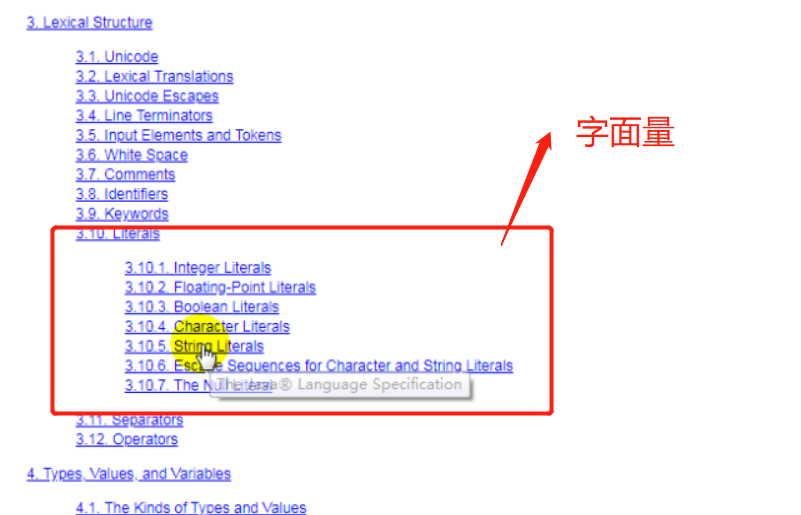 3. Lexical Structure
3.1. Unicode
3.2. Lexical Translations
3.3. Unicode Escapes
3.4. Line Terminators
3.5. Input Elements and Tokens
3.6. White Space
3.7. Comments
3.8. Identifiers
3.9. Keywords
3.10. Literals
字面量
3.10.1. Integer Literals
3.10.2. Floating-Point Literals
3.10.3. Boolean Literals
3.10.4. Character Literals
3.10.5. String Literals
3.10.6. Escape Sequences for Character and String Literals
3.10.7. The Null Literal
The Java® Language Specification
3.11. Separators
3.12. Operators
4. Types, Values, and Variables
4.1. The Kinds of Types and Values